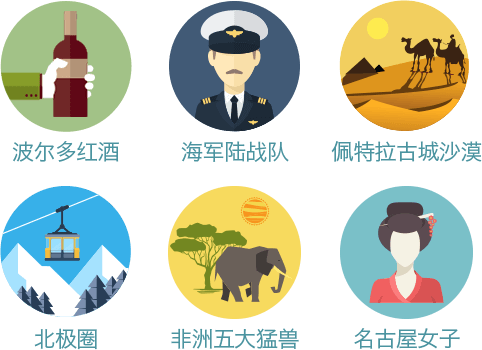 波尔多红酒
海军陆战队
佩特拉古城沙漠
北极圈
非洲五大猛兽
名古屋女子